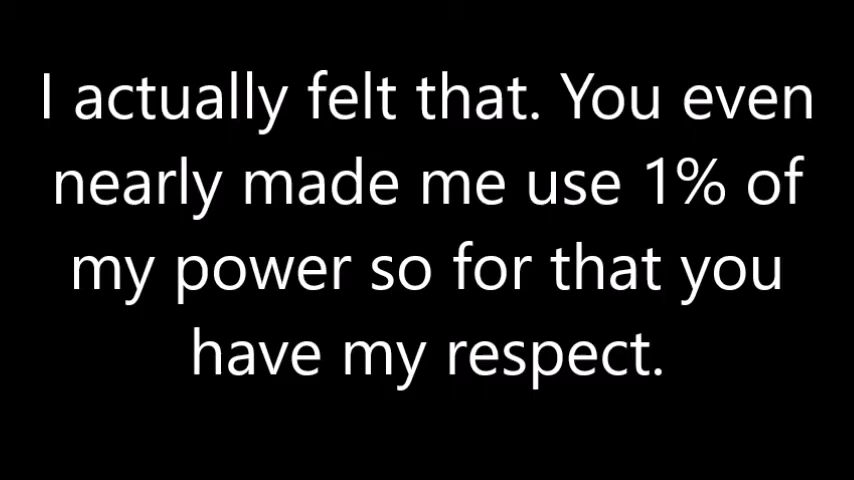 I actually felt that. You even
nearly made me use 1% of
my power so for that you
have my respect.